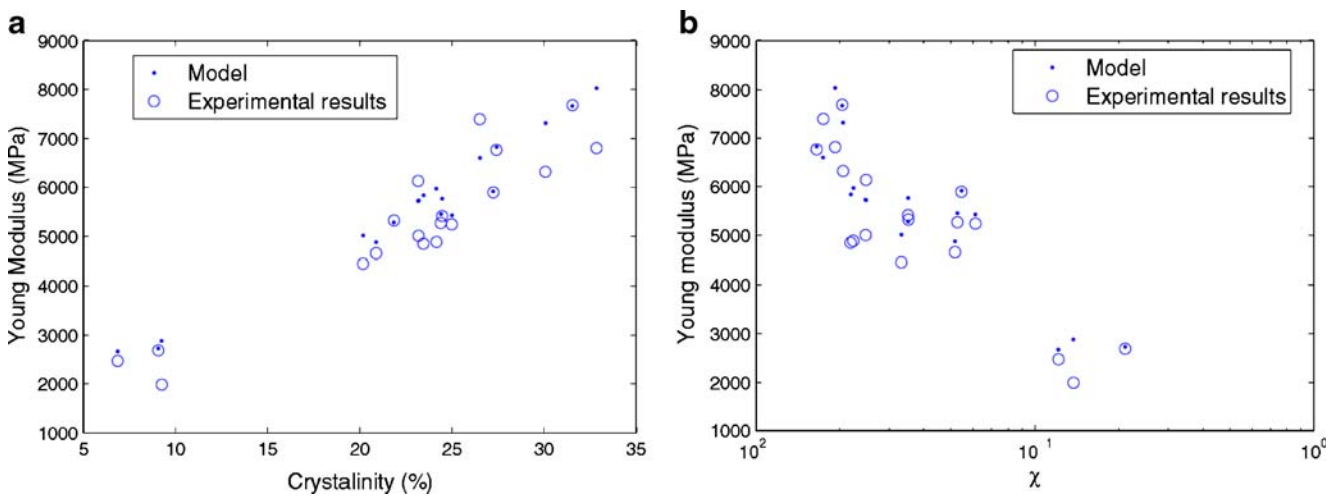 a
9000
8000
7000
6000
5000
4000
3000
2000
1000
Young Modulus (MPa)
Model
Experimental results
5 10 15 20 25 30 35
Crystalinity (%)
b
9000
8000
7000
6000
5000
4000
3000
2000
1000
Young modulus (MPa)
Model
Experimental results
10² 10¹ 10⁰
χ